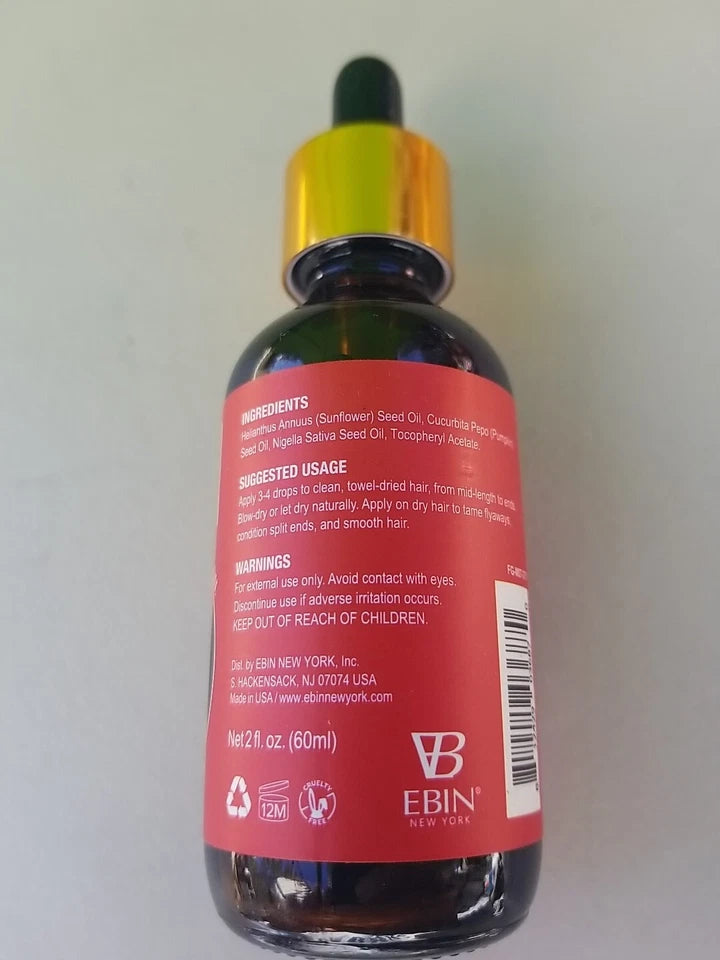 INGREDIENTS
Helianthus Annuus (Sunflower) Seed Oil, Cucurbita Pepo (Pumpkin)
Seed Oil, Nigella Sativa Seed Oil, Tocopheryl Acetate.
SUGGESTED USAGE
Apply 3-4 drops to clean, towel-dried hair, from mid-length to ends.
Blow-dry or let dry naturally. Apply on dry hair to tame flyaways,
condition split ends, and smooth hair.
WARNINGS
For external use only. Avoid contact with eyes.
Discontinue use if adverse irritation occurs.
KEEP OUT OF REACH OF CHILDREN.
Dist. by EBIN NEW YORK, Inc.
S. HACKENSACK, NJ 07074 USA
Made in USA / www.ebinnewyork.com
Net 2 fl. oz. (60ml)
12M
CRUELTY
FREE
EBIN®
NEW YORK